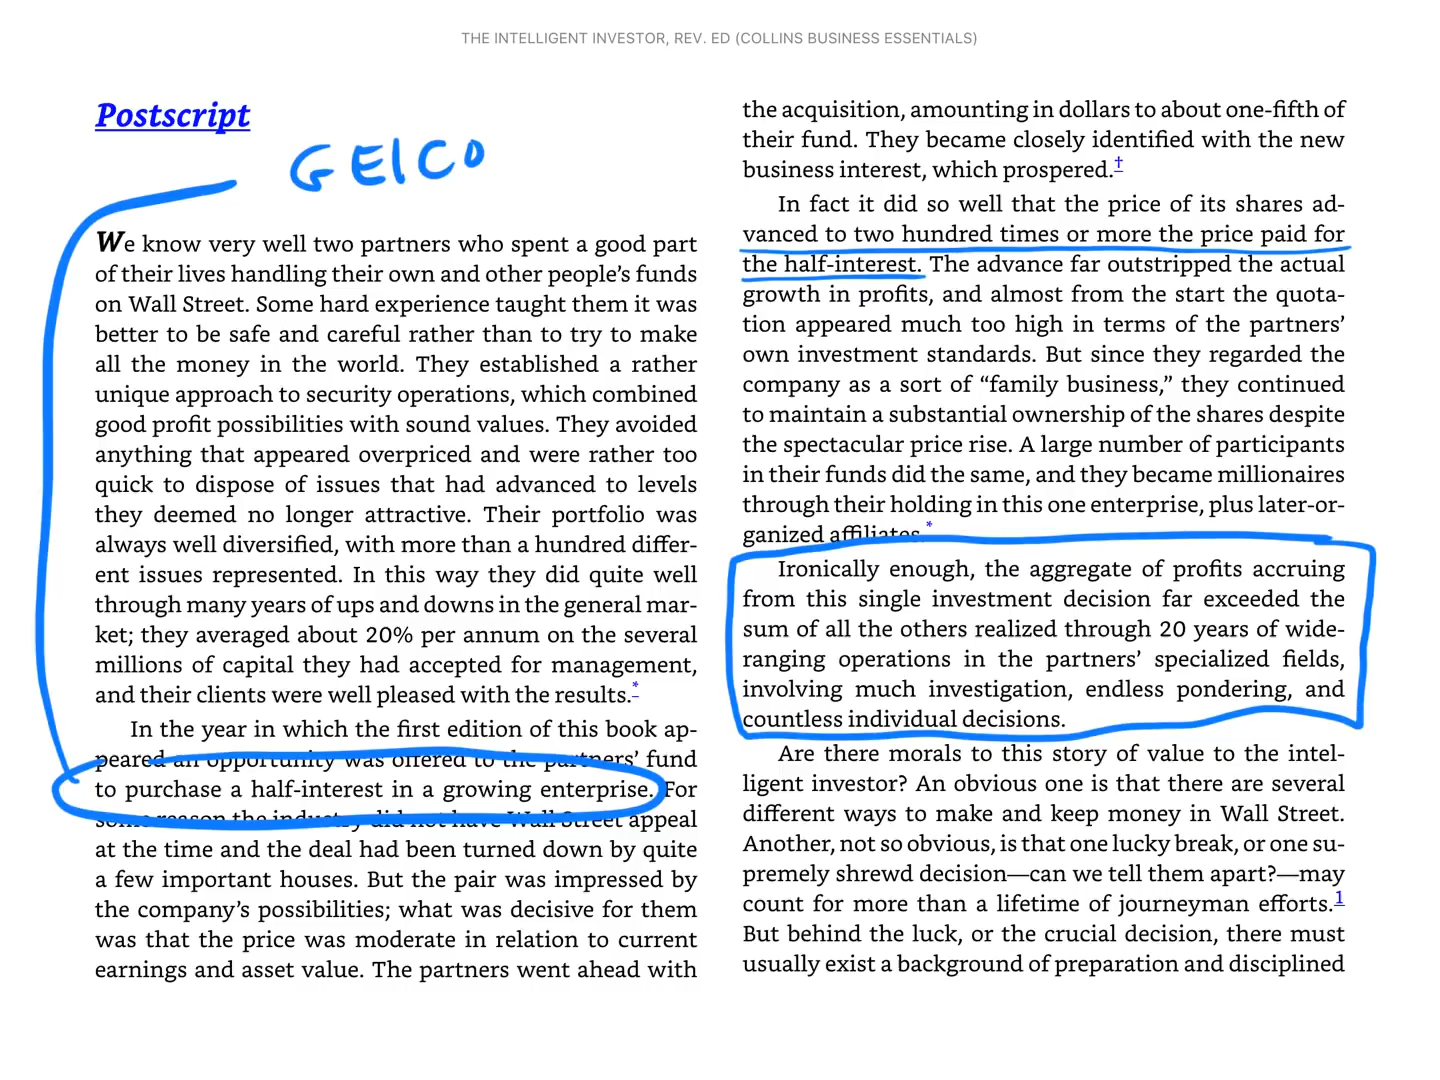 THE INTELLIGENT INVESTOR, REV. ED (COLLINS BUSINESS ESSENTIALS)
Postscript
GEICO
We know very well two partners who spent a good part
of their lives handling their own and other people’s funds
on Wall Street. Some hard experience taught them it was
better to be safe and careful rather than to try to make
all the money in the world. They established a rather
unique approach to security operations, which combined
good profit possibilities with sound values. They avoided
anything that appeared overpriced and were rather too
quick to dispose of issues that had advanced to levels
they deemed no longer attractive. Their portfolio was
always well diversified, with more than a hundred differ-
ent issues represented. In this way they did quite well
through many years of ups and downs in the general mar-
ket; they averaged about 20% per annum on the several
millions of capital they had accepted for management,
and their clients were well pleased with the results.*
In the year in which the first edition of this book ap-
peared an opportunity was offered to the partners’ fund
to purchase a half-interest in a growing enterprise. For
some reason the industry did not have Wall Street appeal
at the time and the deal had been turned down by quite
a few important houses. But the pair was impressed by
the company’s possibilities; what was decisive for them
was that the price was moderate in relation to current
earnings and asset value. The partners went ahead with
the acquisition, amounting in dollars to about one-fifth of
their fund. They became closely identified with the new
business interest, which prospered.†
In fact it did so well that the price of its shares ad-
vanced to two hundred times or more the price paid for
the half-interest. The advance far outstripped the actual
growth in profits, and almost from the start the quota-
tion appeared much too high in terms of the partners’
own investment standards. But since they regarded the
company as a sort of “family business,” they continued
to maintain a substantial ownership of the shares despite
the spectacular price rise. A large number of participants
in their funds did the same, and they became millionaires
through their holding in this one enterprise, plus later-or-
ganized affiliates.*
Ironically enough, the aggregate of profits accruing
from this single investment decision far exceeded the
sum of all the others realized through 20 years of wide-
ranging operations in the partners’ specialized fields,
involving much investigation, endless pondering, and
countless individual decisions.
Are there morals to this story of value to the intel-
ligent investor? An obvious one is that there are several
different ways to make and keep money in Wall Street.
Another, not so obvious, is that one lucky break, or one su-
premely shrewd decision—can we tell them apart?—may
count for more than a lifetime of journeyman efforts.1
But behind the luck, or the crucial decision, there must
usually exist a background of preparation and disciplined